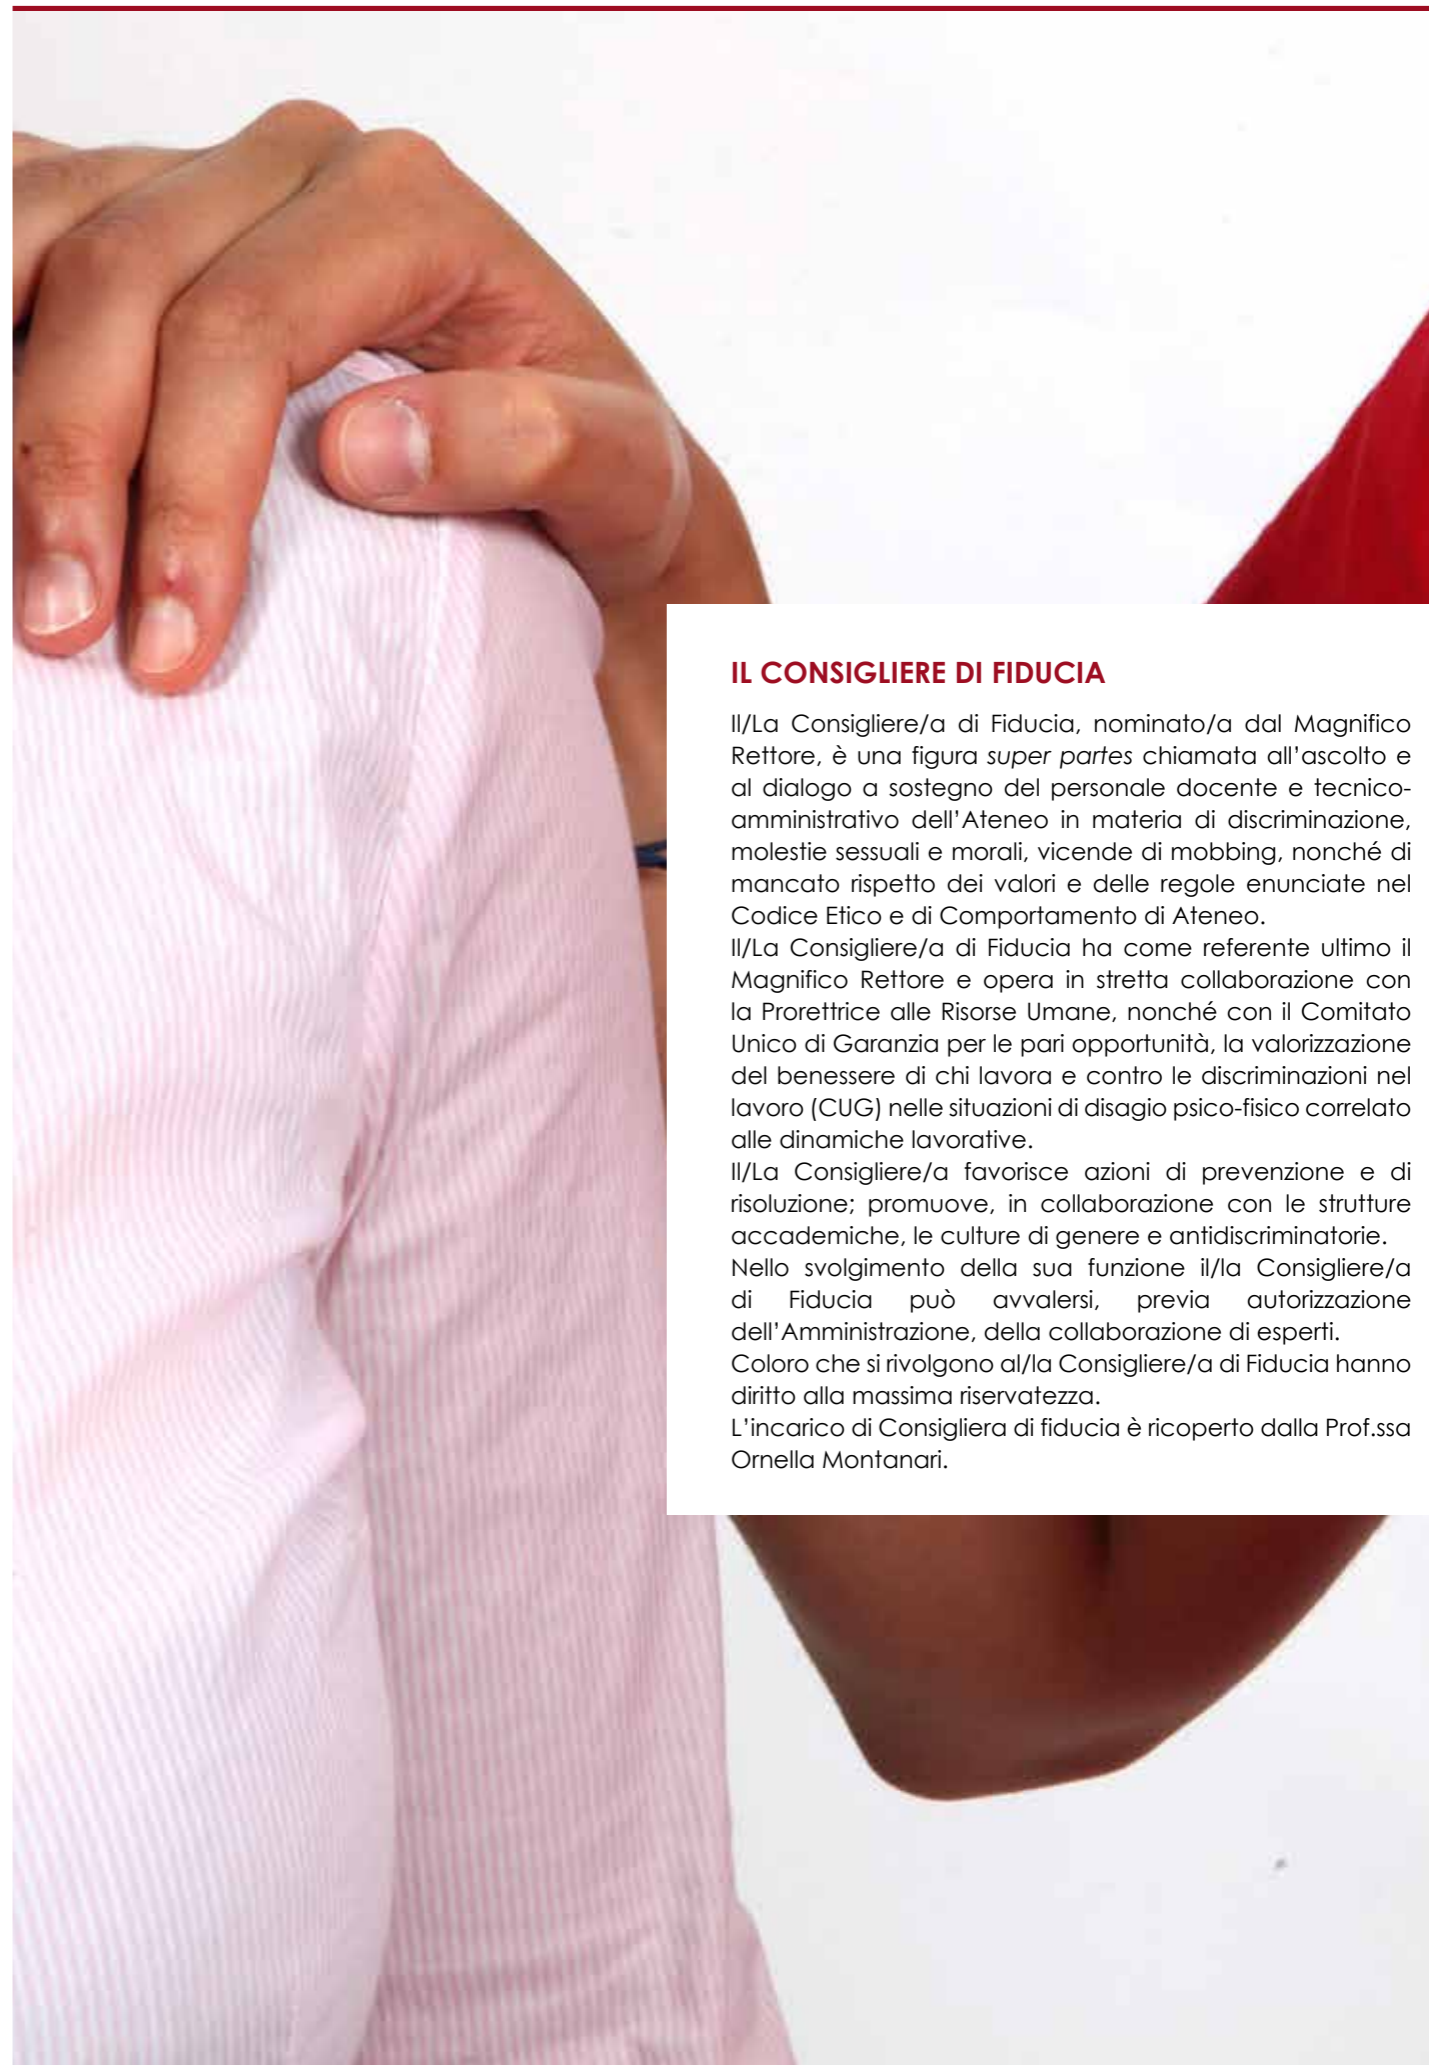 IL CONSIGLIERE DI FIDUCIA
Il/La Consigliere/a di Fiducia, nominato/a dal Magnifico
Rettore, è una figura super partes chiamata all'ascolto e
al dialogo a sostegno del personale docente e tecnico-
amministrativo dell'Ateneo in materia di discriminazione,
molestie sessuali e morali, vicende di mobbing, nonché di
mancato rispetto dei valori e delle regole enunciate nel
Codice Etico e di Comportamento di Ateneo.
Il/La Consigliere/a di Fiducia ha come referente ultimo il
Magnifico Rettore e opera in stretta collaborazione con
la Prorettrice alle Risorse Umane, nonché con il Comitato
Unico di Garanzia per le pari opportunità, la valorizzazione
del benessere di chi lavora e contro le discriminazioni nel
lavoro (CUG) nelle situazioni di disagio psico-fisico correlato
alle dinamiche lavorative.
Il/La Consigliere/a favorisce azioni di prevenzione e di
risoluzione; promuove, in collaborazione con le strutture
accademiche, le culture di genere e antidiscriminatorie.
Nello svolgimento della sua funzione il/la Consigliere/a
di Fiducia può avvalersi, previa autorizzazione
dell'Amministrazione, della collaborazione di esperti.
Coloro che si rivolgono al/la Consigliere/a di Fiducia hanno
diritto alla massima riservatezza.
L'incarico di Consigliera di fiducia è ricoperto dalla Prof.ssa
Ornella Montanari.